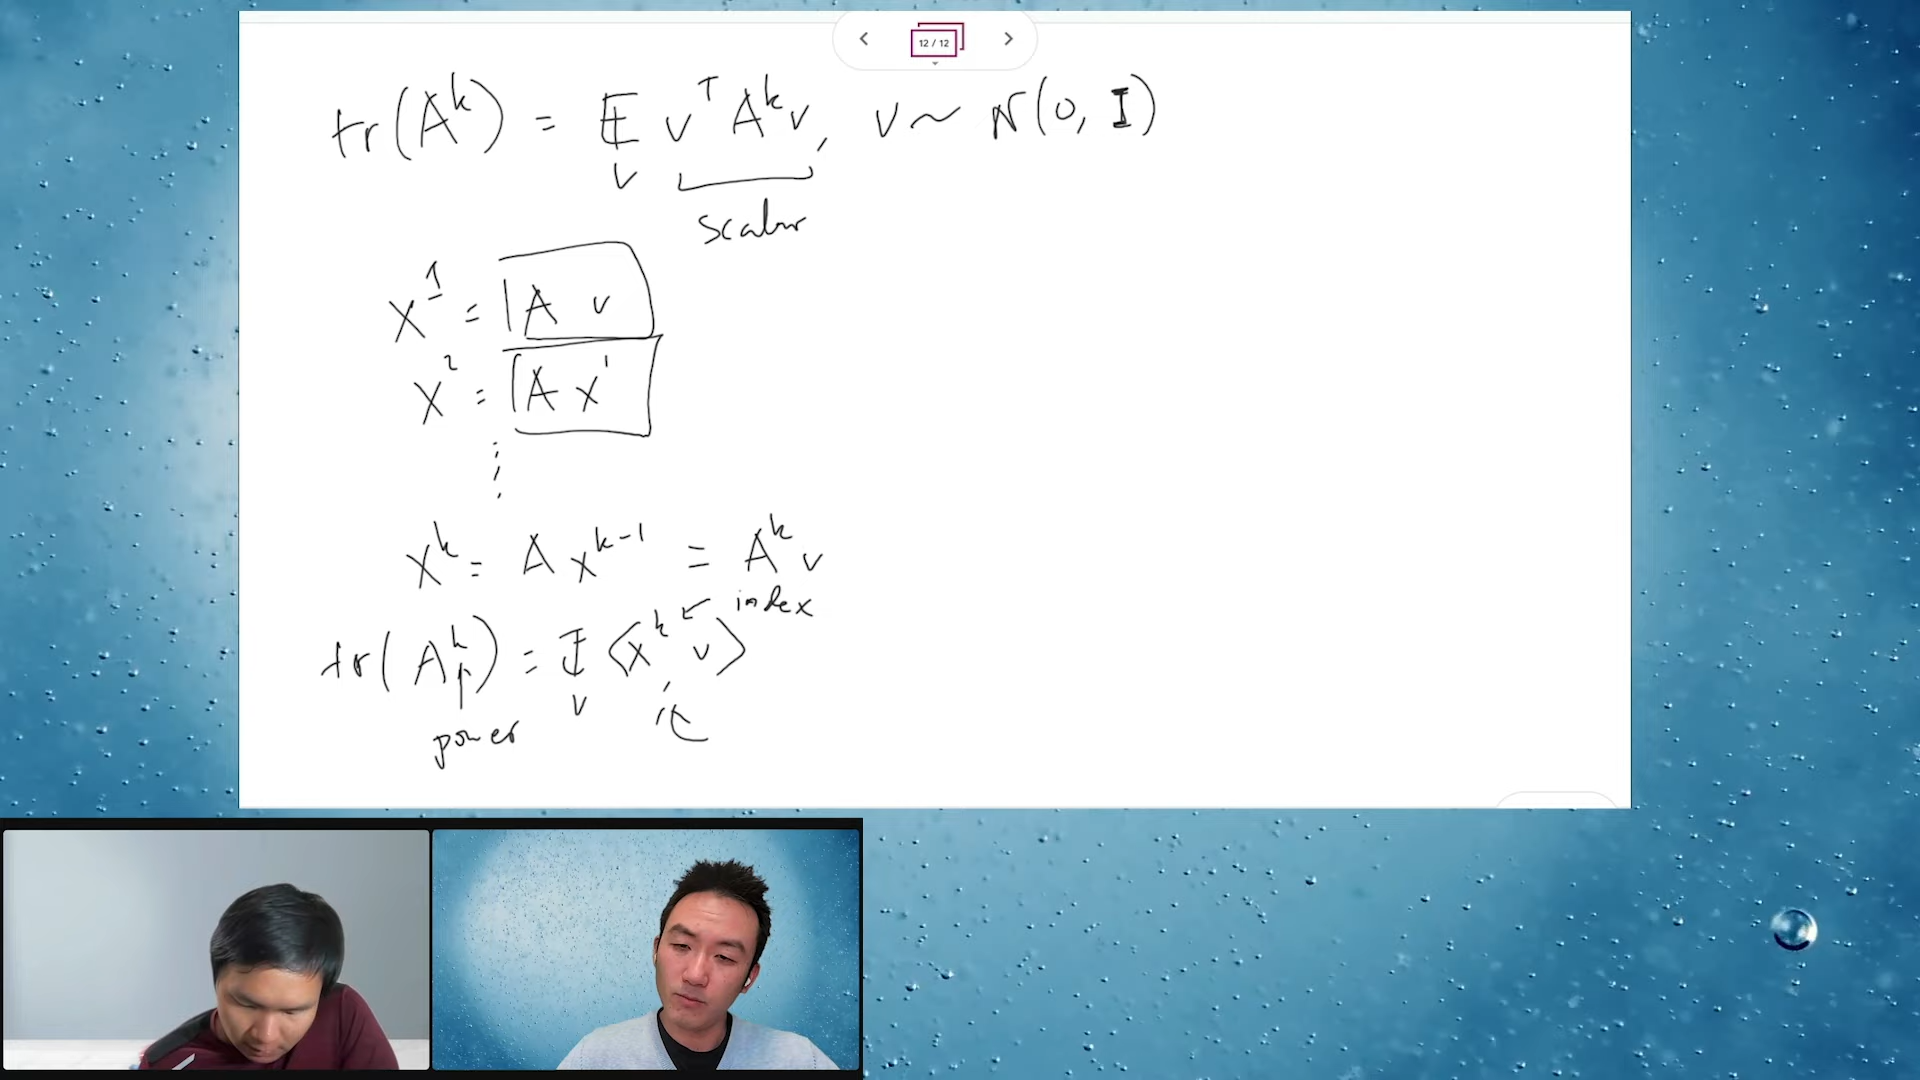 12 / 12
tr(A^k) = 𝔼 v^T A^k v, v ~ N(0, I)
v
scalar
x^1 = A v
x^2 = A x^1
⋮
x^k = A x^{k-1} = A^k v
index
tr(A^k) = 𝔼 ⟨x^k, v⟩
v
power